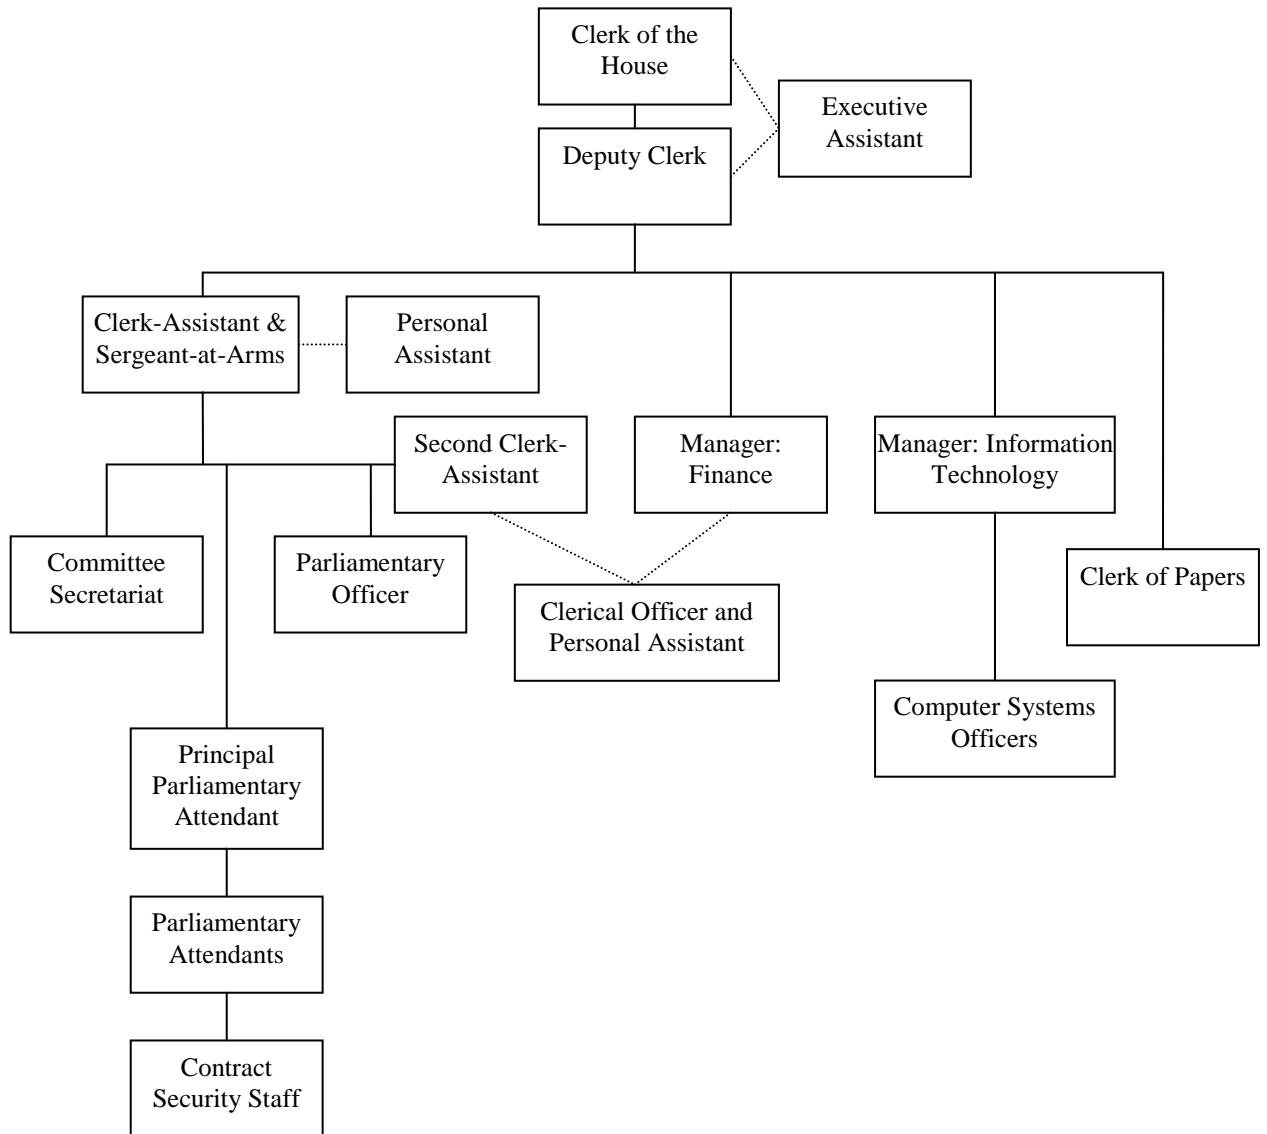 Clerk of the
House
Executive
Assistant
Deputy Clerk
Clerk-Assistant &
Sergeant-at-Arms
Personal
Assistant
Second Clerk-
Assistant
Manager:
Finance
Manager: Information
Technology
Committee
Secretariat
Parliamentary
Officer
Clerical Officer and
Personal Assistant
Clerk of Papers
Computer Systems
Officers
Principal
Parliamentary
Attendant
Parliamentary
Attendants
Contract
Security Staff